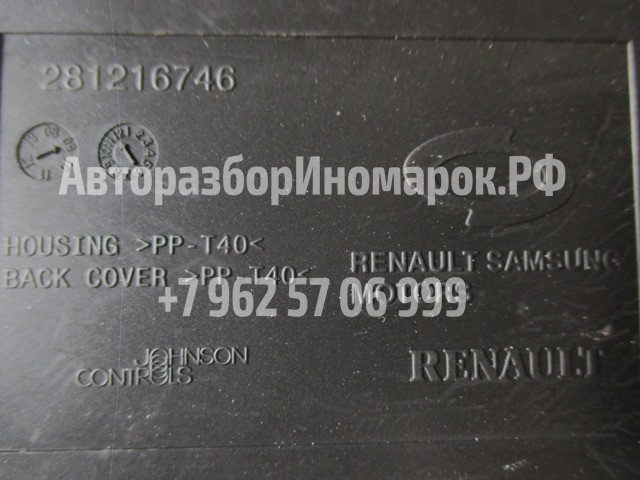 281216746
АвторазборИномарок.РФ
HOUSING >PP-T40<
BACK COVER >PP-T40<
RENAULT SAMSUNG
MOTORS
+7 962 57 06 999
JOHNSON
CONTROLS
RENAULT